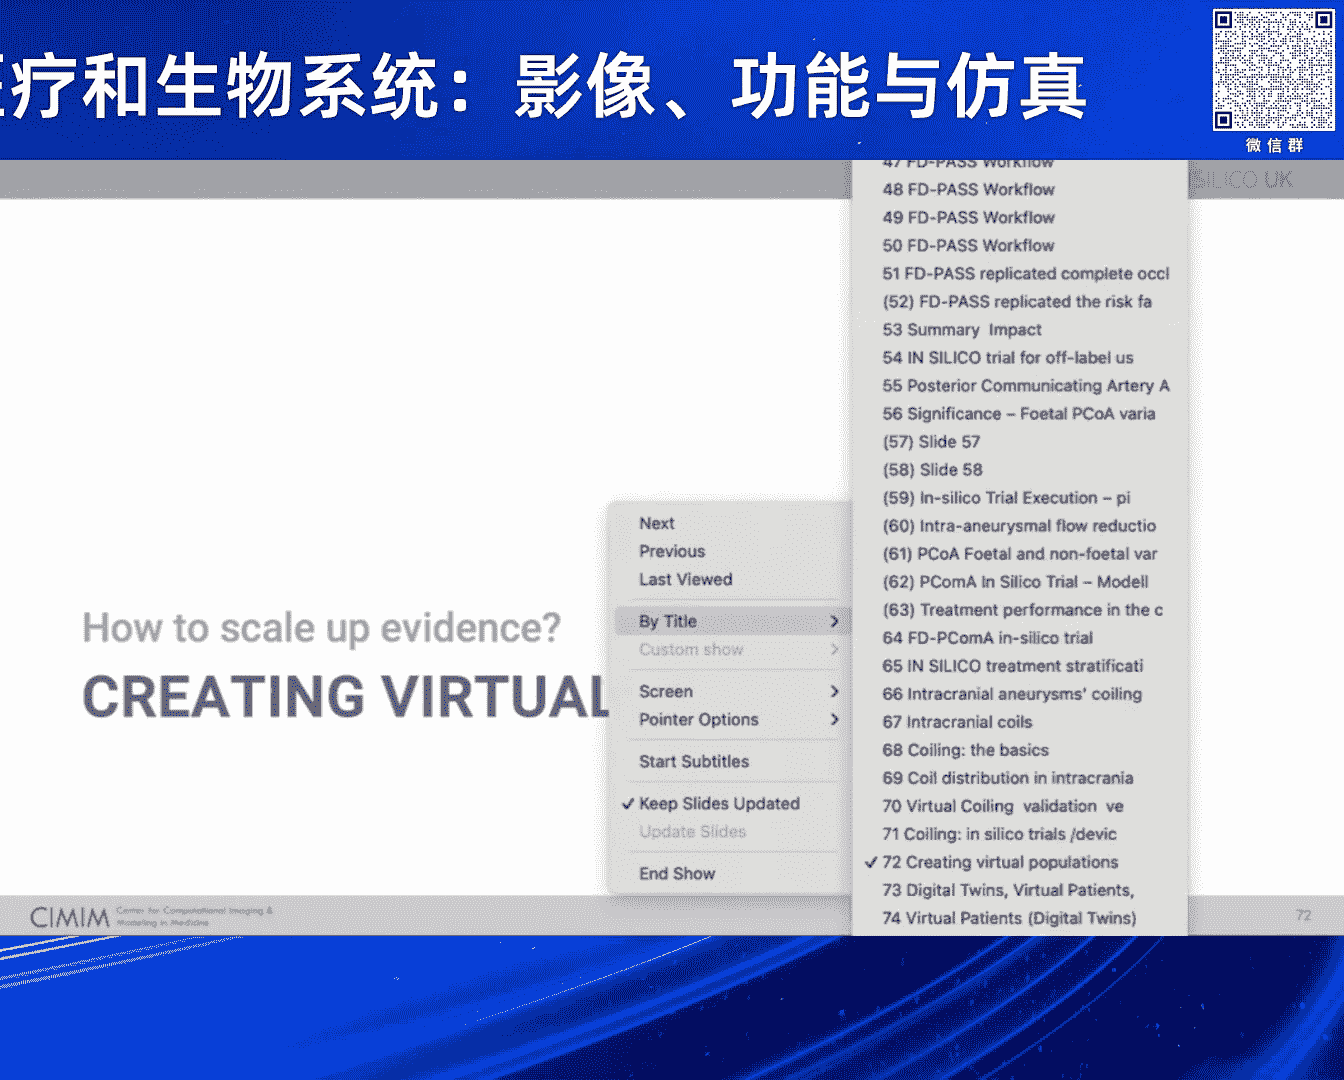 疗和生物系统：影像、功能与仿真
微信群
SILICO UK
47 FD-PASS Workflow
48 FD-PASS Workflow
49 FD-PASS Workflow
50 FD-PASS Workflow
51 FD-PASS replicated complete occl
(52) FD-PASS replicated the risk fa
53 Summary Impact
54 IN SILICO trial for off-label us
55 Posterior Communicating Artery A
56 Significance – Foetal PCoA varia
(57) Slide 57
(58) Slide 58
(59) In-silico Trial Execution – pi
(60) Intra-aneurysmal flow reductio
(61) PCoA Foetal and non-foetal var
(62) PComA In Silico Trial – Modell
(63) Treatment performance in the c
64 FD-PComA in-silico trial
65 IN SILICO treatment stratificati
66 Intracranial aneurysms' coiling
67 Intracranial coils
68 Coiling: the basics
69 Coil distribution in intracrania
70 Virtual Coiling validation ve
71 Coiling: in silico trials /devic
✓ 72 Creating virtual populations
73 Digital Twins, Virtual Patients,
74 Virtual Patients (Digital Twins)
Next
Previous
Last Viewed
By Title
Custom show
Screen
Pointer Options
Start Subtitles
✓ Keep Slides Updated
Update Slides
End Show
How to scale up evidence?
CREATING VIRTUAL
CIMIM
Center for Computational Imaging &
Modeling in Medicine
72